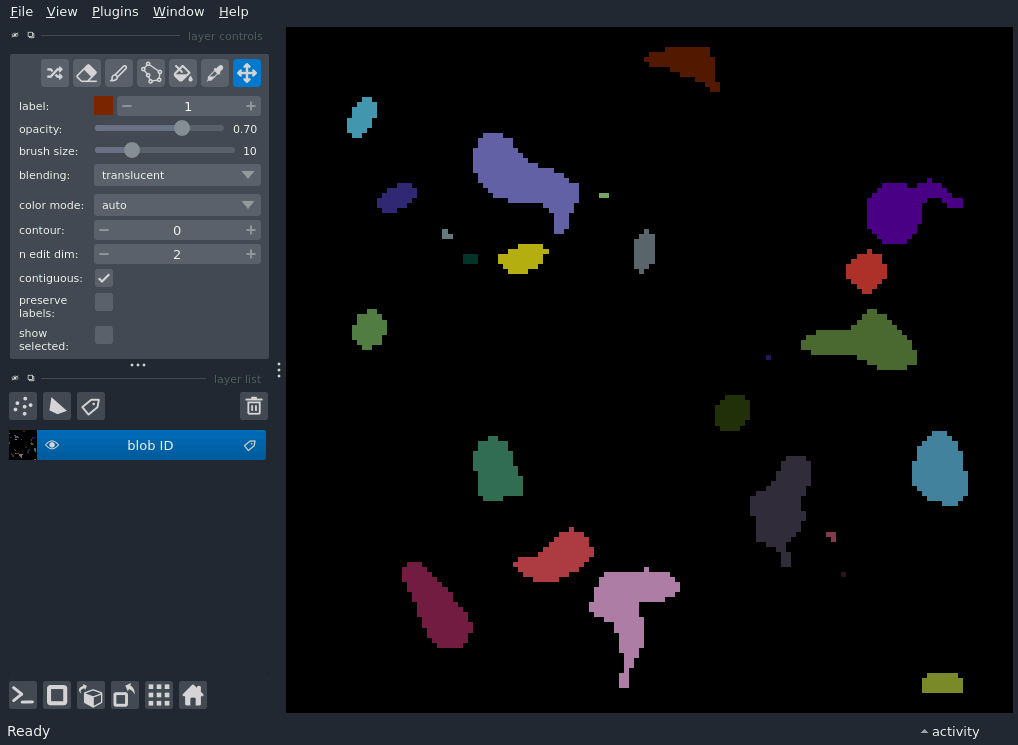 File View Plugins Window Help
layer controls
label: 1
opacity: 0.70
brush size: 10
blending: translucent
color mode: auto
contour: 0
n edit dim: 2
contiguous:
preserve
labels:
show
selected:
layer list
blob ID
Ready activity